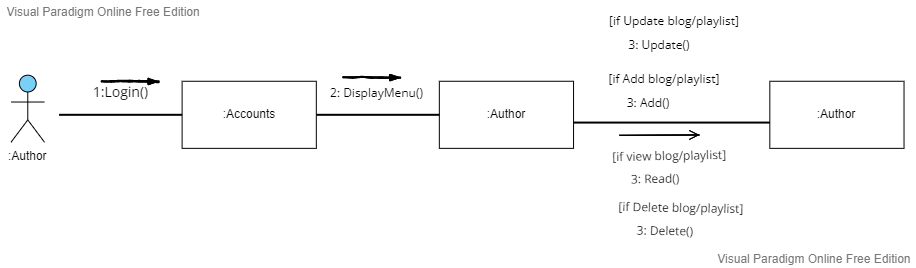 Visual Paradigm Online Free Edition
[if Update blog/playlist]
3: Update()
1:Login()
2: DisplayMenu()
[if Add blog/playlist]
3: Add()
:Author
:Accounts
:Author
:Author
[if view blog/playlist]
3: Read()
[if Delete blog/playlist]
3: Delete()
Visual Paradigm Online Free Edition